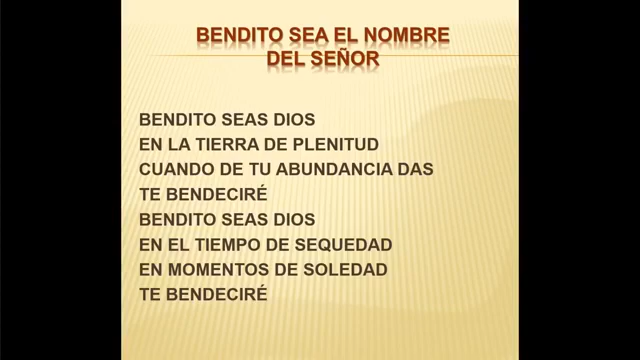 BENDITO SEA EL NOMBRE
DEL SEÑOR
BENDITO SEAS DIOS
EN LA TIERRA DE PLENITUD
CUANDO DE TU ABUNDANCIA DAS
TE BENDECIRÉ
BENDITO SEAS DIOS
EN EL TIEMPO DE SEQUEDAD
EN MOMENTOS DE SOLEDAD
TE BENDECIRÉ